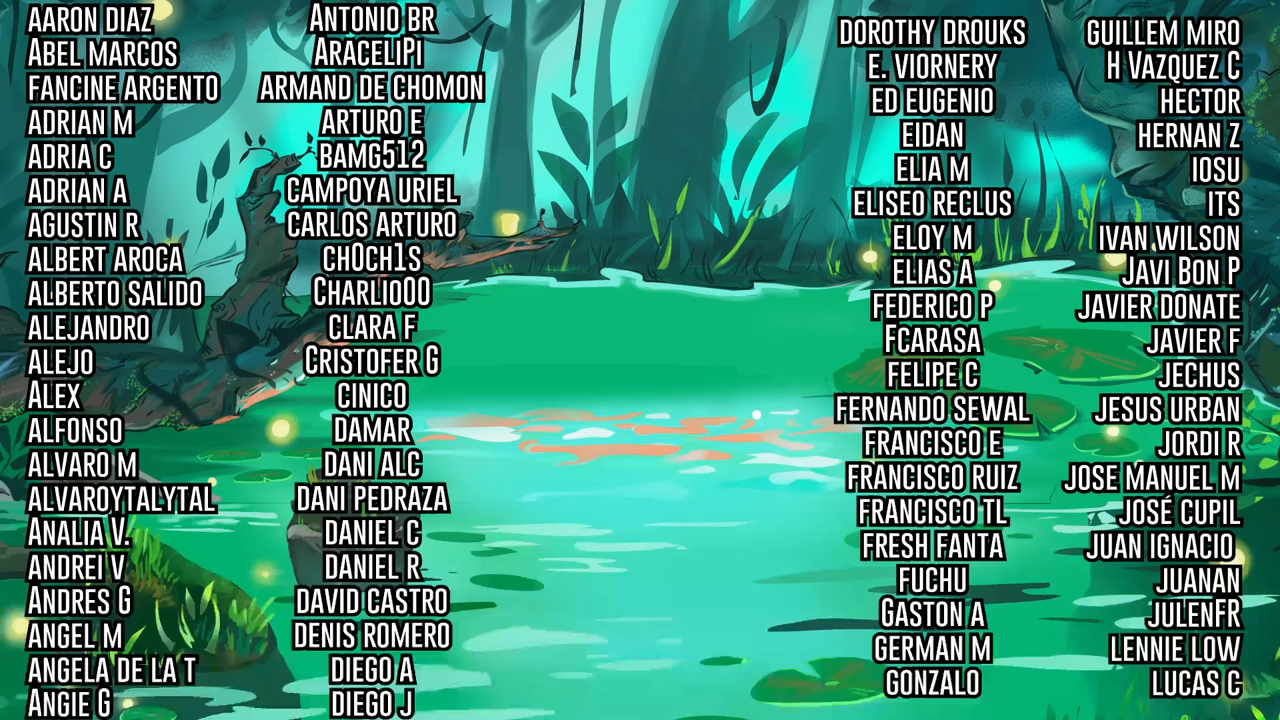 AARON DIAZ
ABEL MARCOS
FANCINE ARGENTO
ADRIAN M
ADRIA C
ADRIAN A
AGUSTIN R
ALBERT AROCA
ALBERTO SALIDO
ALEJANDRO
ALEJO
ALEX
ALFONSO
ALVARO M
ALVAROYTALYTAL
ANALIA V.
ANDREI V
ANDRES G
ANGEL M
ANGELA DE LA T
ANGIE G
ANTONIO BR
ARACELIPI
ARMAND DE CHOMON
ARTURO E
BAMG512
CAMPOYA URIEL
CARLOS ARTURO
CH0CH1S
CHARLIO00
CLARA F
CRISTOFER G
CINICO
DAMAR
DANI ALC
DANI PEDRAZA
DANIEL C
DANIEL R
DAVID CASTRO
DENIS ROMERO
DIEGO A
DIEGO J
DOROTHY DROUKS
E. VIORNERY
ED EUGENIO
EIDAN
ELIA M
ELISEO RECLUS
ELOY M
ELIAS A
FEDERICO P
FCARASA
FELIPE C
FERNANDO SEWAL
FRANCISCO E
FRANCISCO RUIZ
FRANCISCO TL
FRESH FANTA
FUCHU
GASTON A
GERMAN M
GONZALO
GUILLEM MIRO
H VAZQUEZ C
HECTOR
HERNAN Z
IOSU
ITS
IVAN WILSON
JAVI BON P
JAVIER DONATE
JAVIER F
JECHUS
JESUS URBAN
JORDI R
JOSE MANUEL M
JOSÉ CUPIL
JUAN IGNACIO
JUANAN
JULENFR
LENNIE LOW
LUCAS C